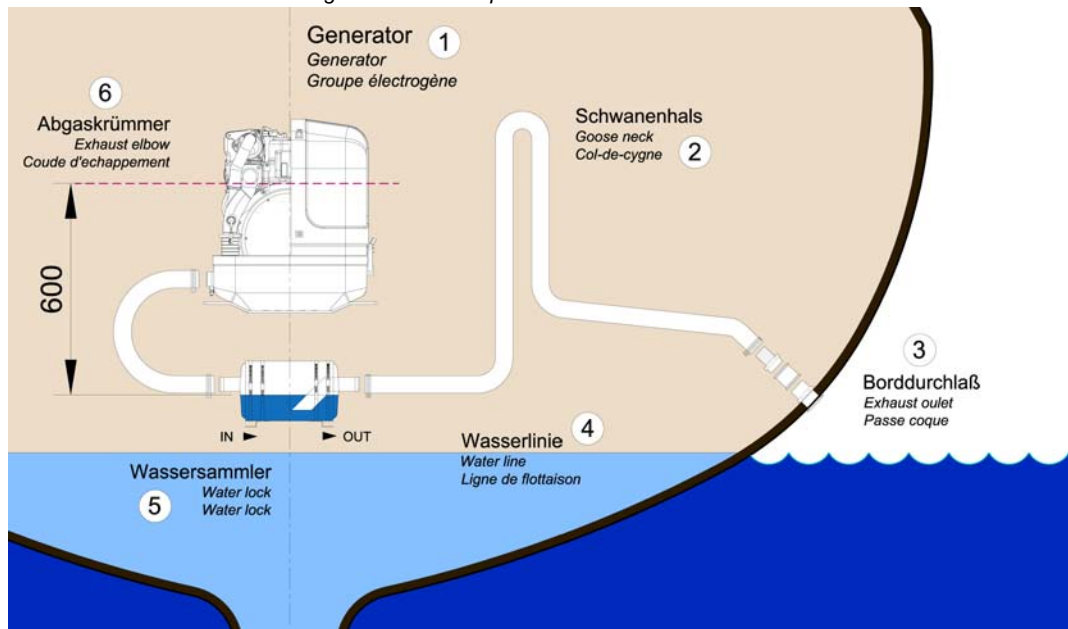 Generator
1
Generator
Groupe électrogène
6
Abgaskrümmer
Exhaust elbow
Coude d'echappement
Schwanenhals
Goose neck
Col-de-cygne
2
600
3
Borddurchlaß
Exhaust oulet
Passe coque
IN
OUT
Wasserlinie
4
Water line
Ligne de flottaison
Wassersammler
5
Water lock
Water lock